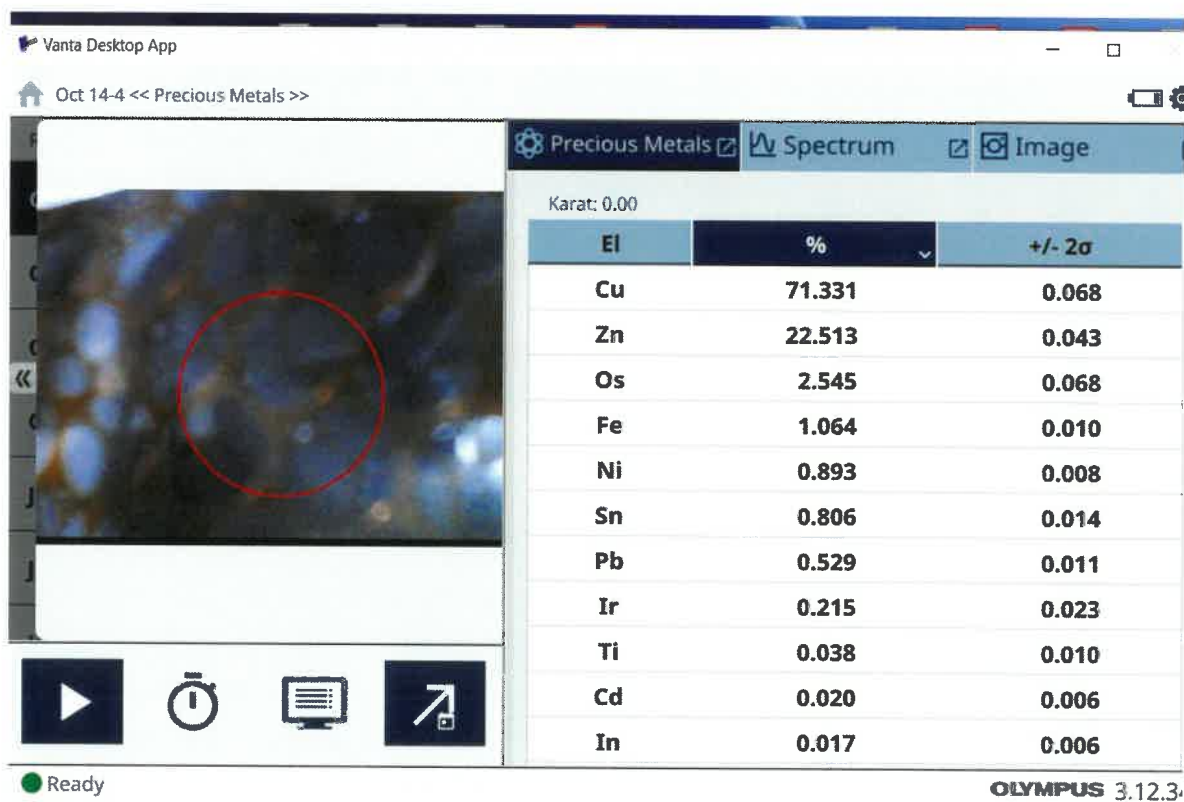 Vanta Desktop App
Oct 14-4 << Precious Metals >>
Precious Metals
Spectrum
Image
Karat: 0.00
El % +/- 2σ
Cu 71.331 0.068
Zn 22.513 0.043
Os 2.545 0.068
Fe 1.064 0.010
Ni 0.893 0.008
Sn 0.806 0.014
Pb 0.529 0.011
Ir 0.215 0.023
Ti 0.038 0.010
Cd 0.020 0.006
In 0.017 0.006
Ready
OLYMPUS 3.12.34